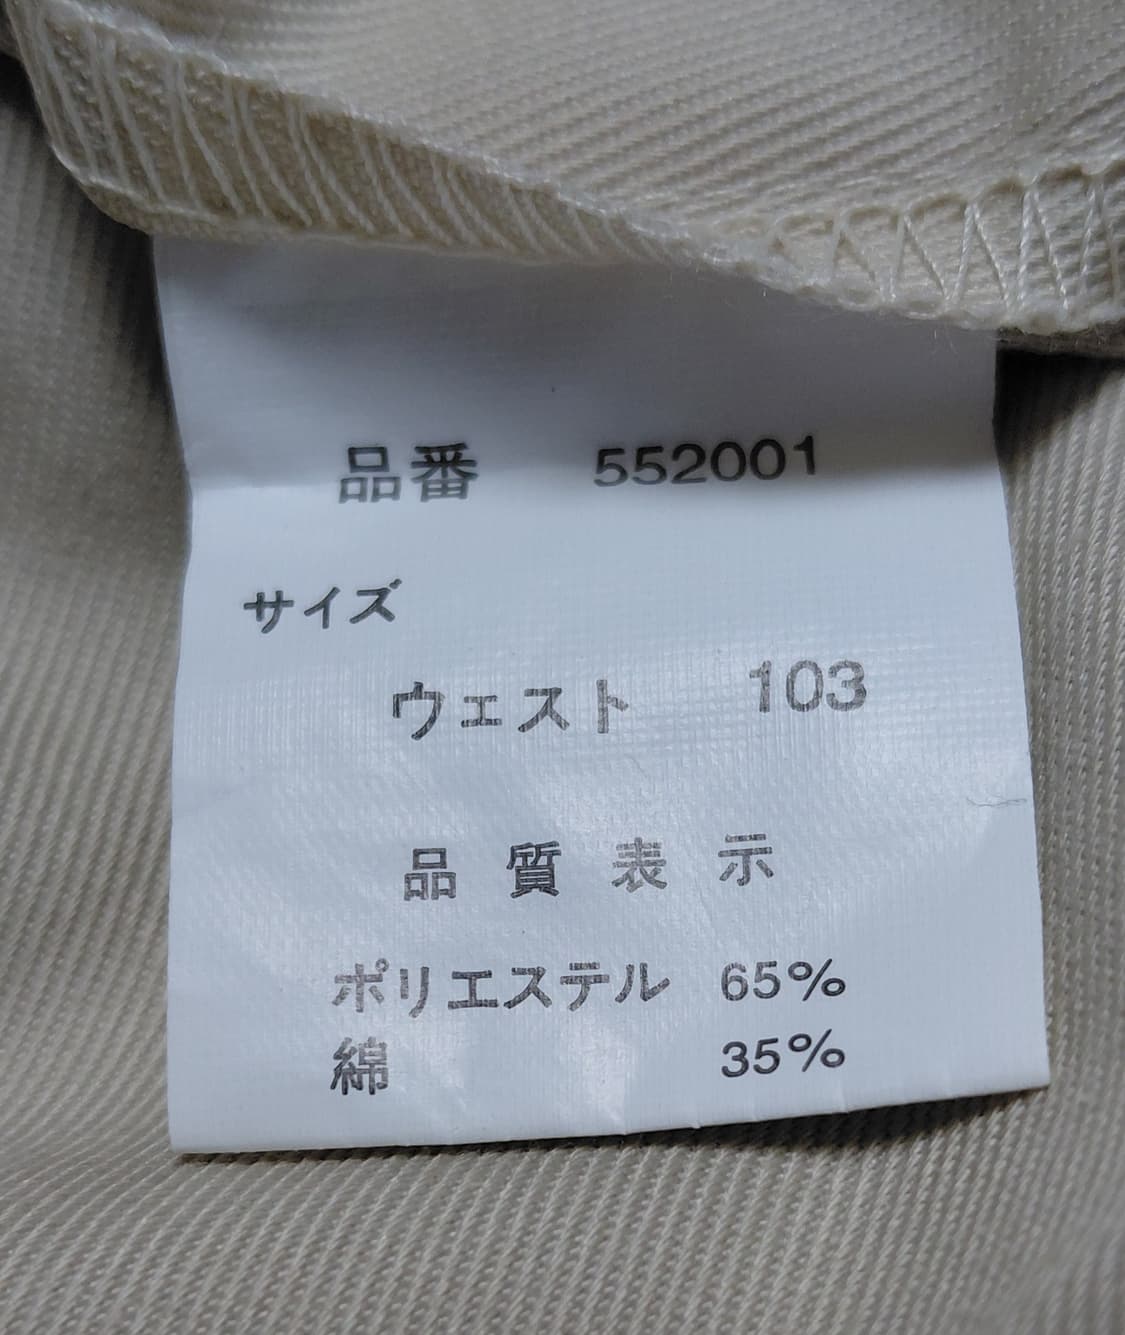 品番 552001
サイズ
ウェスト 103
品質表示
ポリエステル 65%
綿 35%